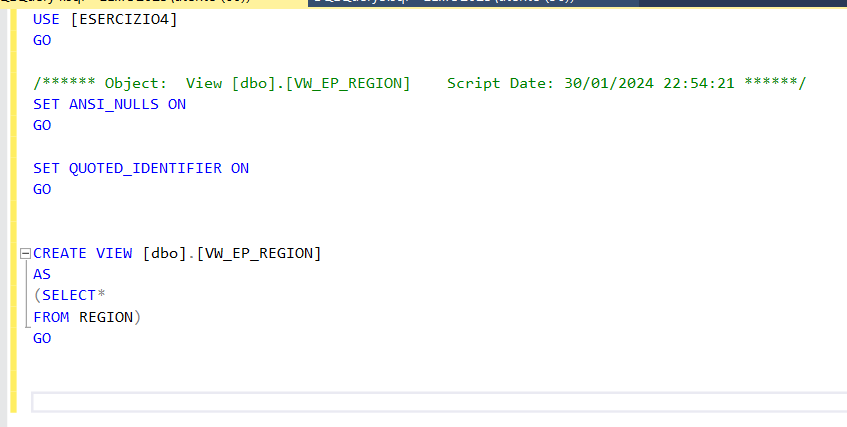 USE [ESERCIZIO4]
GO
/****** Object:  View [dbo].[VW_EP_REGION]    Script Date: 30/01/2024 22:54:21 ******/
SET ANSI_NULLS ON
GO
SET QUOTED_IDENTIFIER ON
GO
CREATE VIEW [dbo].[VW_EP_REGION]
AS
(SELECT*
FROM REGION)
GO